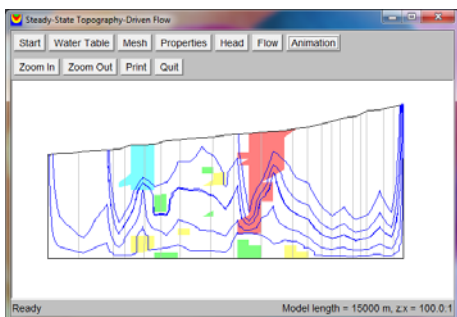 Steady-State Topography-Driven Flow
Start Water Table Mesh Properties Head Flow Animation
Zoom In Zoom Out Print Quit
Ready Model length = 15000 m, z:x = 100.0:1